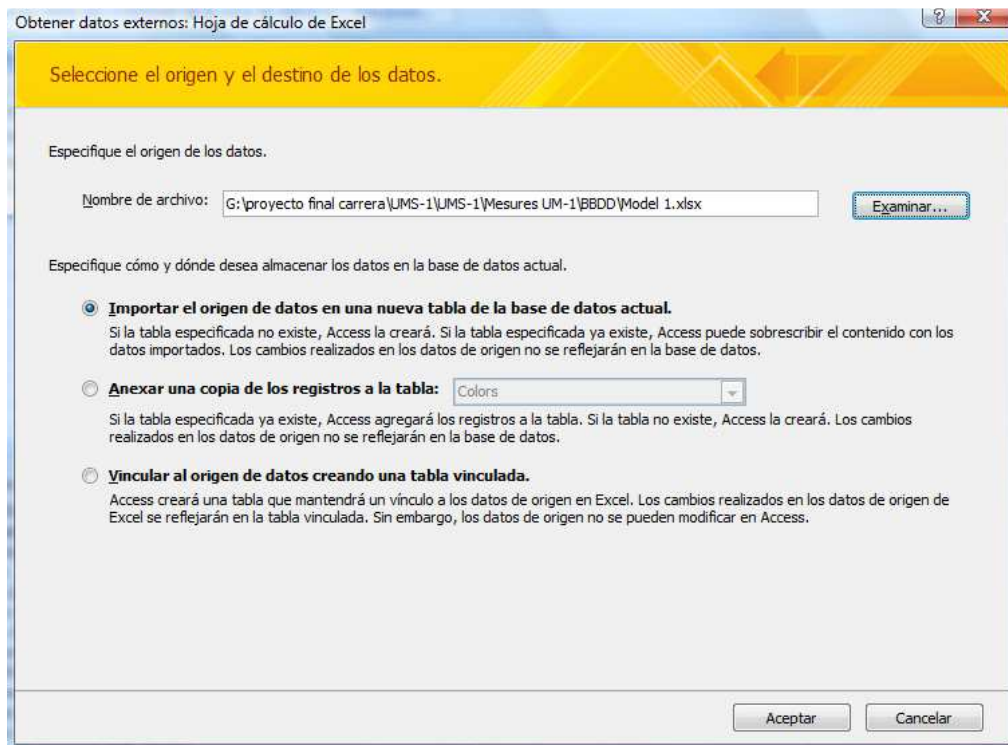 Obtener datos externos: Hoja de cálculo de Excel
Seleccione el origen y el destino de los datos.
Especifique el origen de los datos.
Nombre de archivo: G:\proyecto final carrera\UMS-1\UMS-1\Mesures UM-1\BBDD\Model 1.xlsx Examinar...
Especifique cómo y dónde desea almacenar los datos en la base de datos actual.
Importar el origen de datos en una nueva tabla de la base de datos actual.
Si la tabla especificada no existe, Access la creará. Si la tabla especificada ya existe, Access puede sobrescribir el contenido con los
datos importados. Los cambios realizados en los datos de origen no se reflejarán en la base de datos.
Anexar una copia de los registros a la tabla: Colors
Si la tabla especificada ya existe, Access agregará los registros a la tabla. Si la tabla no existe, Access la creará. Los cambios
realizados en los datos de origen no se reflejarán en la base de datos.
Vincular al origen de datos creando una tabla vinculada.
Access creará una tabla que mantendrá un vínculo a los datos de origen en Excel. Los cambios realizados en los datos de origen de
Excel se reflejarán en la tabla vinculada. Sin embargo, los datos de origen no se pueden modificar en Access.
Aceptar Cancelar